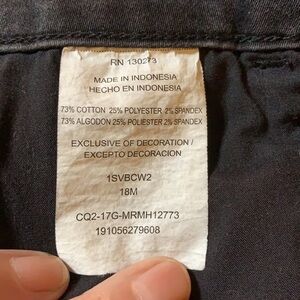 RN 130273
MADE IN INDONESIA
HECHO EN INDONESIA
73% COTTON 25% POLYESTER 2% SPANDEX
73% ALGODON 25% POLIESTER 2% SPANDEX
EXCLUSIVE OF DECORATION /
EXCEPTO DECORACION
1SVBCW2
18M
CQ2-17G-MRMH12773
191056279608